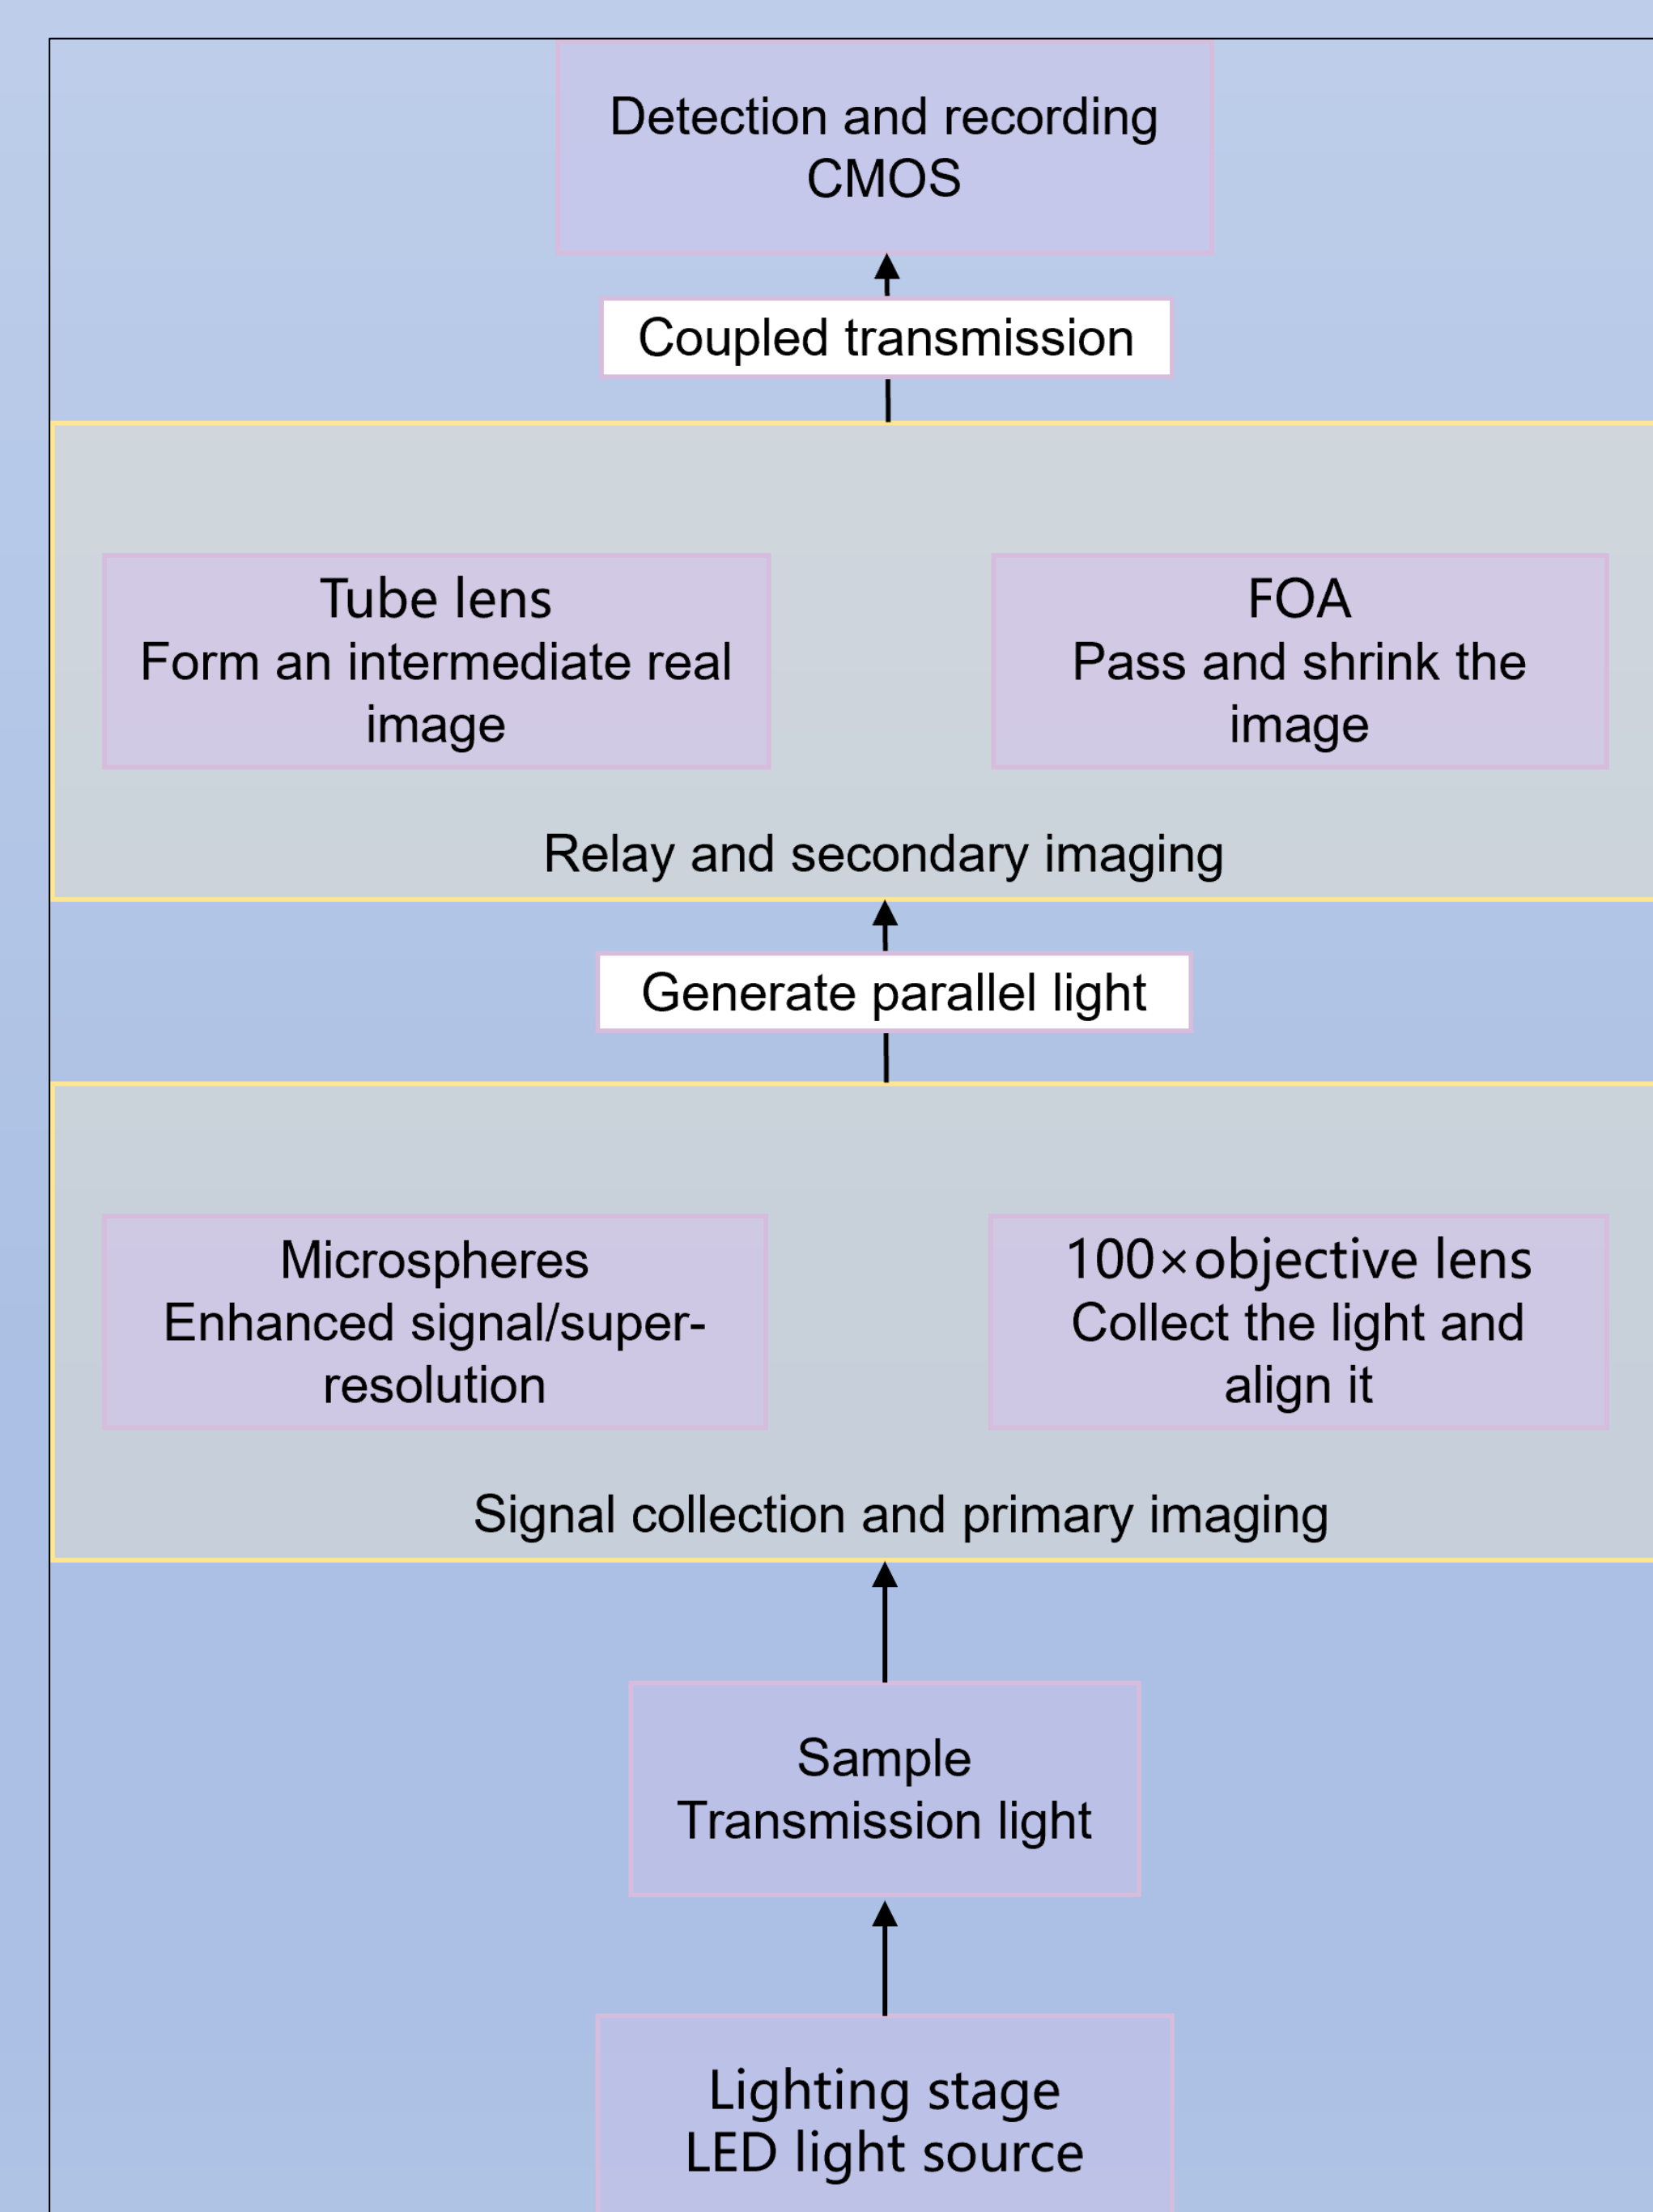 Detection and recording
CMOS
Coupled transmission
Tube lens
Form an intermediate real
image
FOA
Pass and shrink the
image
Relay and secondary imaging
Generate parallel light
Microspheres
Enhanced signal/super-
resolution
100×objective lens
Collect the light and
align it
Signal collection and primary imaging
Sample
Transmission light
Lighting stage
LED light source